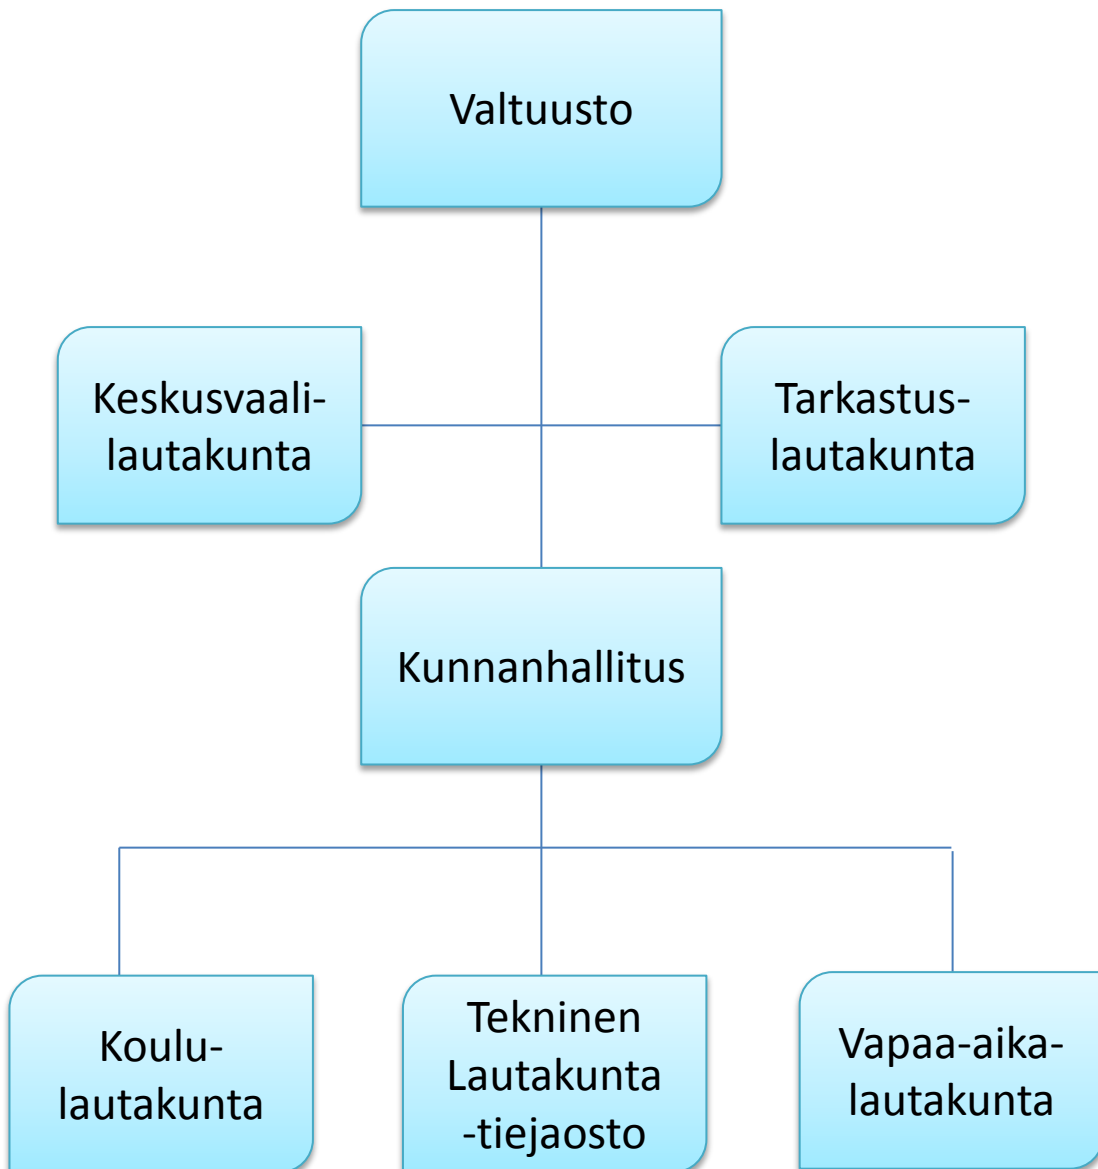 Valtuusto
Keskusvaali-
lautakunta
Tarkastus-
lautakunta
Kunnanhallitus
Koulu-
lautakunta
Tekninen
Lautakunta
-tiejaosto
Vapaa-aika-
lautakunta